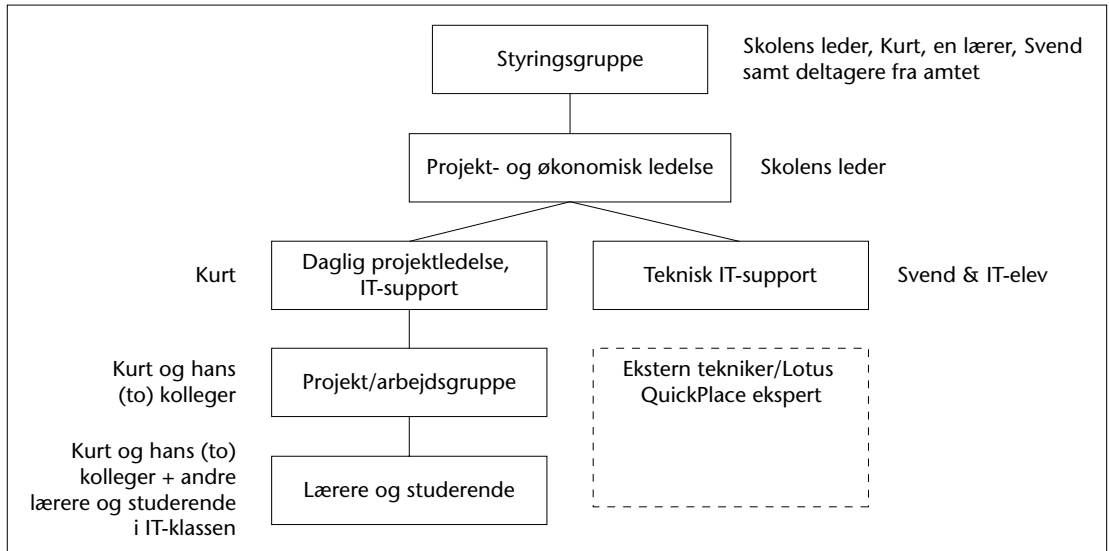 Styringsgruppe
Skolens leder, Kurt, en lærer, Svend
samt deltagere fra amtet
Projekt- og økonomisk ledelse
Skolens leder
Kurt
Daglig projektledelse,
IT-support
Teknisk IT-support
Svend & IT-elev
Kurt og hans
(to) kolleger
Projekt/arbejdsgruppe
Ekstern tekniker/Lotus
QuickPlace ekspert
Kurt og hans (to)
kolleger + andre
lærere og studerende
i IT-klassen
Lærere og studerende